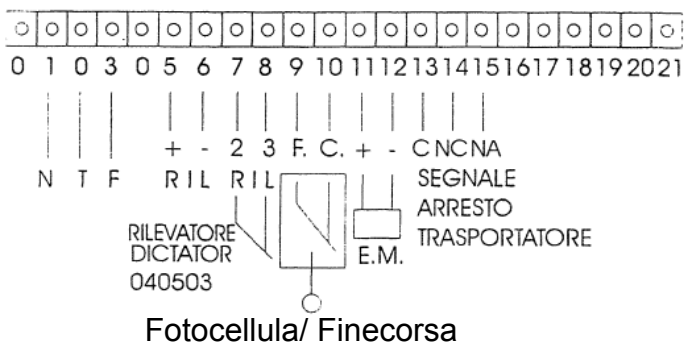 0 1 0 3 0 5 6 7 8 9 10 11 12 13 14 15 16 17 18 19 20 21
+ - 2 3 F. C. + - C NC NA
N T F RIL RIL SEGNALE
ARRESTO
TRASPORTATORE
RILEVATORE
DICTATOR
040503
E.M.
Fotocellula/ Finecorsa